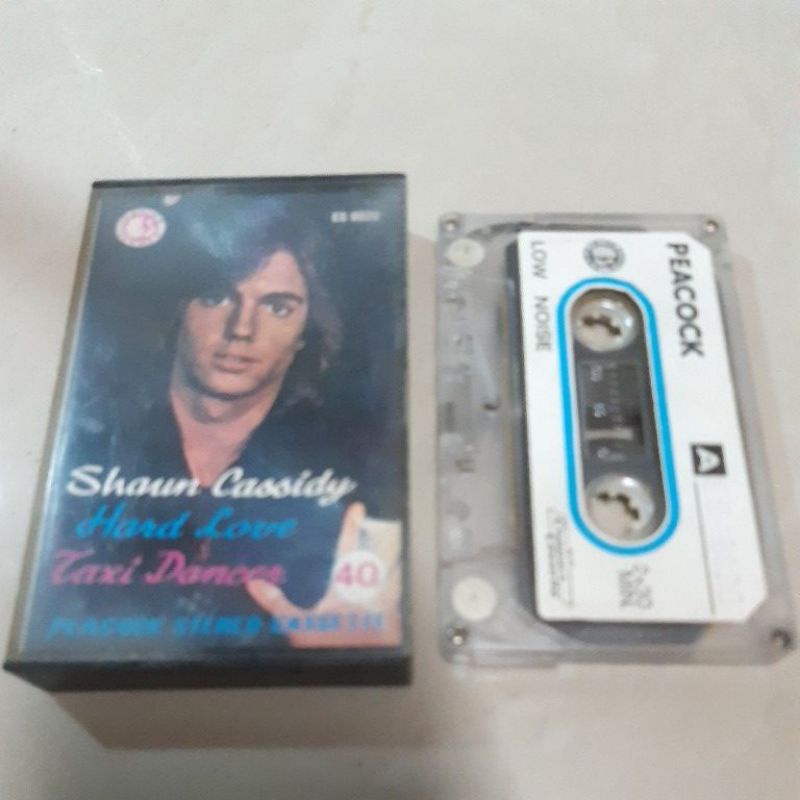 Shaun Cassidy
Hard Love
Taxi Dancer
40
PEACOCK STEREO CASSETTE
PEACOCK
LOW NOISE
A